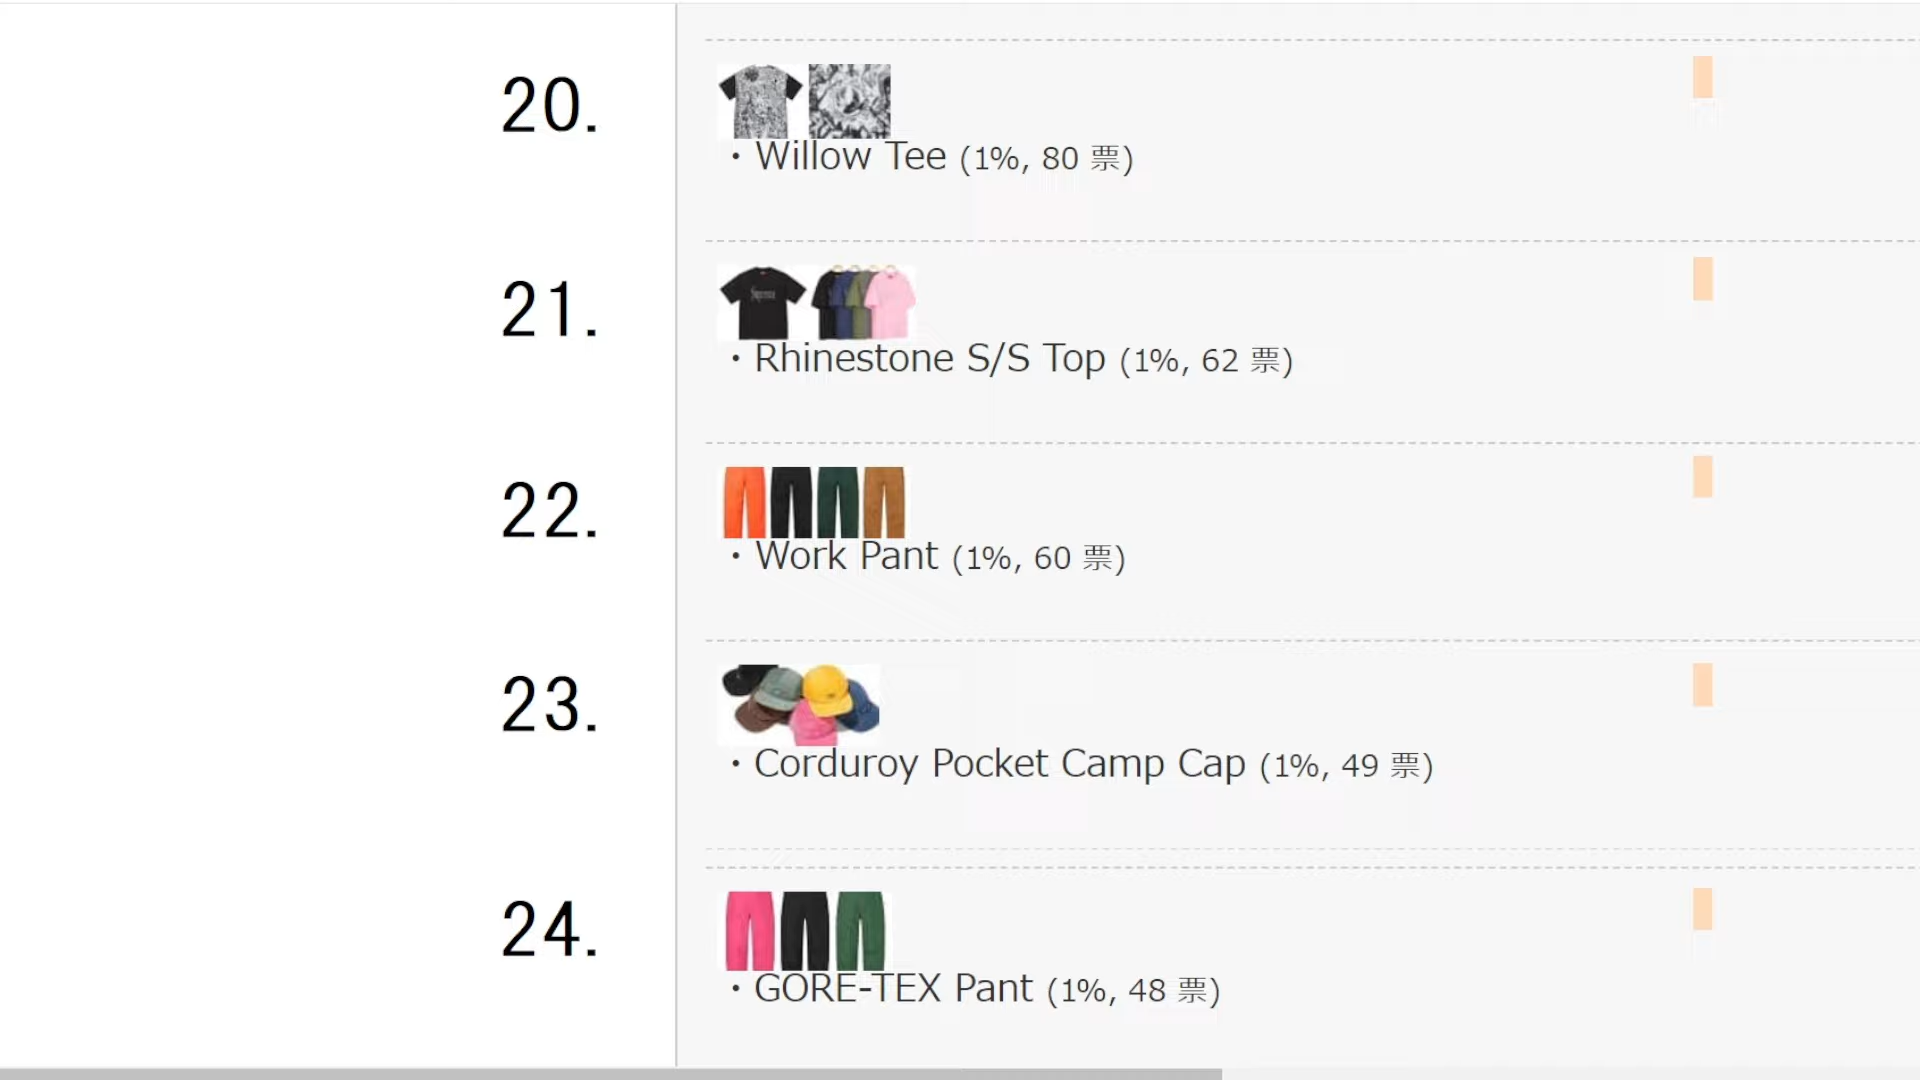 20.
・Willow Tee (1%, 80 票)
21.
・Rhinestone S/S Top (1%, 62 票)
22.
・Work Pant (1%, 60 票)
23.
・Corduroy Pocket Camp Cap (1%, 49 票)
24.
・GORE-TEX Pant (1%, 48 票)